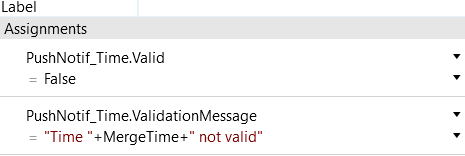 Label
Assignments
PushNotif_Time.Valid
= False
PushNotif_Time.ValidationMessage
= "Time "+MergeTime+" not valid"